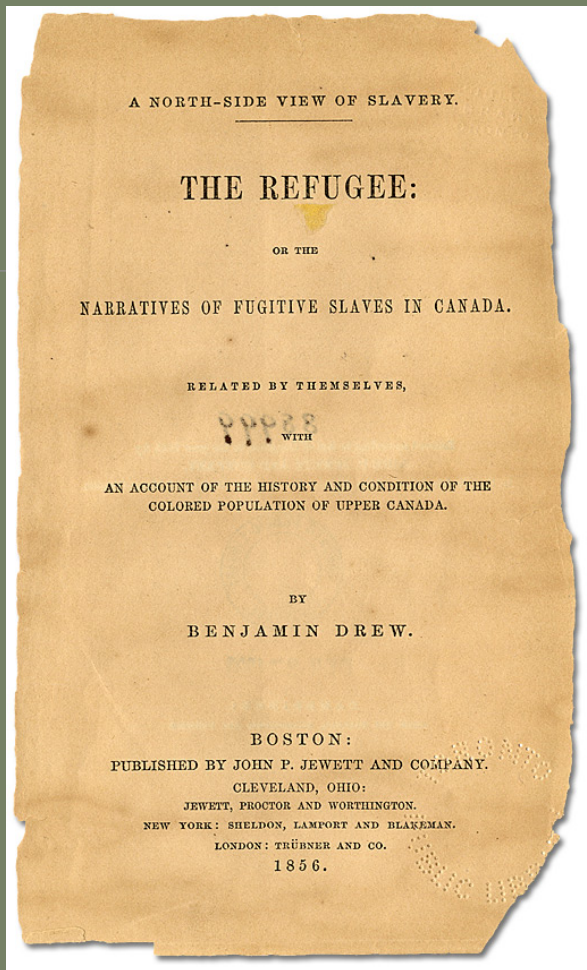 A NORTH-SIDE VIEW OF SLAVERY.
THE REFUGEE:
OR THE
NARRATIVES OF FUGITIVE SLAVES IN CANADA.
RELATED BY THEMSELVES,
WITH
AN ACCOUNT OF THE HISTORY AND CONDITION OF THE
COLORED POPULATION OF UPPER CANADA.
BY
BENJAMIN DREW.
BOSTON:
PUBLISHED BY JOHN P. JEWETT AND COMPANY.
CLEVELAND, OHIO:
JEWETT, PROCTOR AND WORTHINGTON.
NEW YORK: SHELDON, LAMPORT AND BLAKEMAN.
LONDON: TRÜBNER AND CO.
1856.